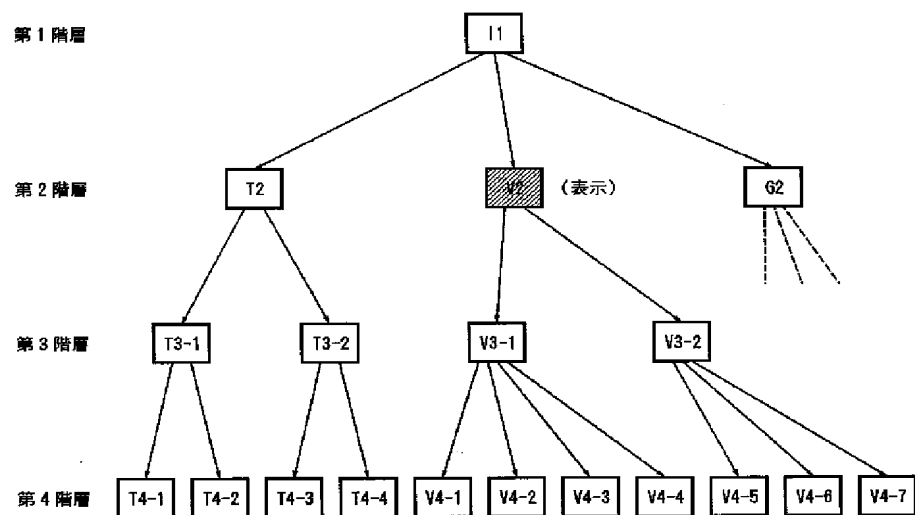 第1階層 I1
第2階層 T2 V2 (表示) G2
第3階層 T3-1 T3-2 V3-1 V3-2
第4階層 T4-1 T4-2 T4-3 T4-4 V4-1 V4-2 V4-3 V4-4 V4-5 V4-6 V4-7